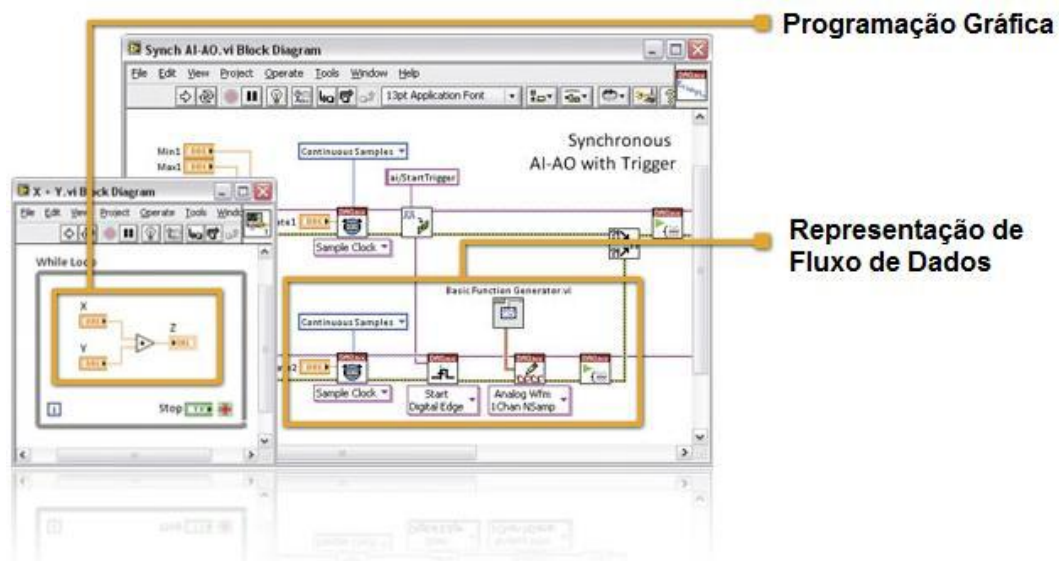 Programação Gráfica
Synch AI-AO.vi Block Diagram
File Edit View Project Operate Tools Window Help
13pt Application Font
Synchronous
AI-AO with Trigger
Min1
Max1
Continuous Samples
ai/StartTrigger
Sample Clock
X + Y.vi Block Diagram
File Edit View Project Operate Tools
While Loop
X
Y
Z
Stop
Representação de
Fluxo de Dados
Basic Function Generator.vi
Continuous Samples
Sample Clock
Start
Digital Edge
Analog Wfm
1Chan NSamp